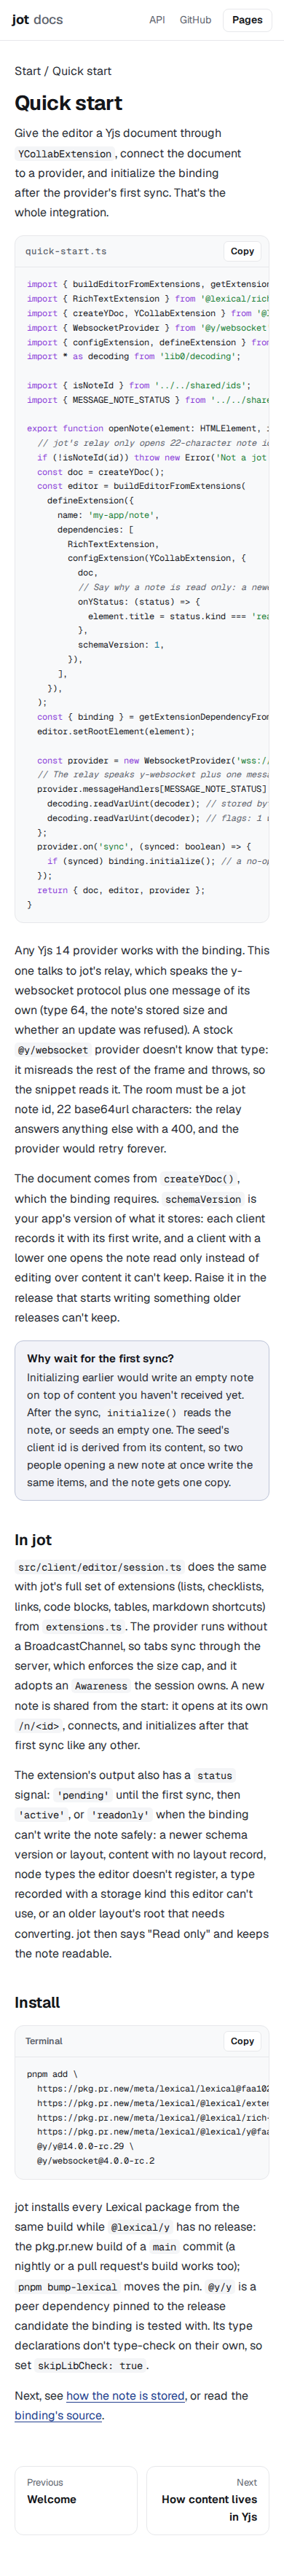 jot docs API GitHub Pages
Start / Quick start
Quick start
Give the editor a Yjs document through
YCollabExtension, connect the document
to a provider, and initialize the binding
after the provider's first sync. That's the
whole integration.
quick-start.ts Copy
import { buildEditorFromExtensions, getExtension
import { RichTextExtension } from '@lexical/rich
import { createYDoc, YCollabExtension } from '@l
import { WebsocketProvider } from '@y/websocket
import { configExtension, defineExtension } from
import * as decoding from 'lib0/decoding';
import { isNoteId } from '../../shared/ids';
import { MESSAGE_NOTE_STATUS } from '../../share
export function openNote(element: HTMLElement, i
// jot's relay only opens 22-character note id
if (!isNoteId(id)) throw new Error('Not a jot
const doc = createYDoc();
const editor = buildEditorFromExtensions(
defineExtension({
name: 'my-app/note',
dependencies: [
RichTextExtension,
configExtension(YCollabExtension, {
doc,
// Say why a note is read only: a newe
onYStatus: (status) => {
element.title = status.kind === 'rea
},
schemaVersion: 1,
}),
],
}),
);
const { binding } = getExtensionDependencyFrom
editor.setRootElement(element);
const provider = new WebsocketProvider('wss://
// The relay speaks y-websocket plus one messa
provider.messageHandlers[MESSAGE_NOTE_STATUS]
decoding.readVarUint(decoder); // stored by
decoding.readVarUint(decoder); // flags: 1 
};
provider.on('sync', (synced: boolean) => {
if (synced) binding.initialize(); // a no-op
});
return { doc, editor, provider };
}
Any Yjs 14 provider works with the binding. This
one talks to jot's relay, which speaks the y-
websocket protocol plus one message of its
own (type 64, the note's stored size and
whether an update was refused). A stock
@y/websocket provider doesn't know that type:
it misreads the rest of the frame and throws, so
the snippet reads it. The room must be a jot
note id, 22 base64url characters: the relay
answers anything else with a 400, and the
provider would retry forever.
The document comes from createYDoc(),
which the binding requires. schemaVersion is
your app's version of what it stores: each client
records it with its first write, and a client with a
lower one opens the note read only instead of
editing over content it can't keep. Raise it in the
release that starts writing something older
releases can't keep.
Why wait for the first sync?
Initializing earlier would write an empty note
on top of content you haven't received yet.
After the sync, initialize() reads the
note, or seeds an empty one. The seed's
client id is derived from its content, so two
people opening a new note at once write the
same items, and the note gets one copy.
In jot
src/client/editor/session.ts does the same
with jot's full set of extensions (lists, checklists,
links, code blocks, tables, markdown shortcuts)
from extensions.ts. The provider runs without
a BroadcastChannel, so tabs sync through the
server, which enforces the size cap, and it
adopts an Awareness the session owns. A new
note is shared from the start: it opens at its own
/n/<id>, connects, and initializes after that
first sync like any other.
The extension's output also has a status
signal: 'pending' until the first sync, then
'active', or 'readonly' when the binding
can't write the note safely: a newer schema
version or layout, content with no layout record,
node types the editor doesn't register, a type
recorded with a storage kind this editor can't
use, or an older layout's root that needs
converting. jot then says "Read only" and keeps
the note readable.
Install
Terminal Copy
pnpm add \
https://pkg.pr.new/meta/lexical/lexical@faa102
https://pkg.pr.new/meta/lexical/@lexical/exten
https://pkg.pr.new/meta/lexical/@lexical/rich-
https://pkg.pr.new/meta/lexical/@lexical/y@faa
@y/y@14.0.0-rc.29 \
@y/websocket@4.0.0-rc.2
jot installs every Lexical package from the
same build while @lexical/y has no release:
the pkg.pr.new build of a main commit (a
nightly or a pull request's build works too);
pnpm bump-lexical moves the pin. @y/y is a
peer dependency pinned to the release
candidate the binding is tested with. Its type
declarations don't type-check on their own, so
set skipLibCheck: true.
Next, see how the note is stored, or read the
binding's source.
Previous
Welcome
Next
How content lives
in Yjs